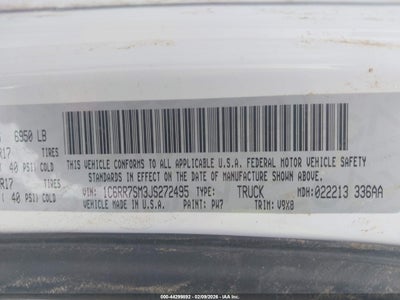 6950 LB
R17 TIRES
40 PSI) COLD
R17 TIRES
40 PSI) COLD
THIS VEHICLE CONFORMS TO ALL APPLICABLE U.S.A. FEDERAL MOTOR VEHICLE SAFETY
STANDARDS IN EFFECT ON THE DATE OF MANUFACTURE SHOWN ABOVE.
VIN: 1C6RR7SM3JS272495 TYPE: TRUCK MDH: 022213 336AA
VEHICLE MADE IN U.S.A. PAINT: PW7 TRIM: V9X8
000-44299892 - 02/09/2026 - IAAI.COM